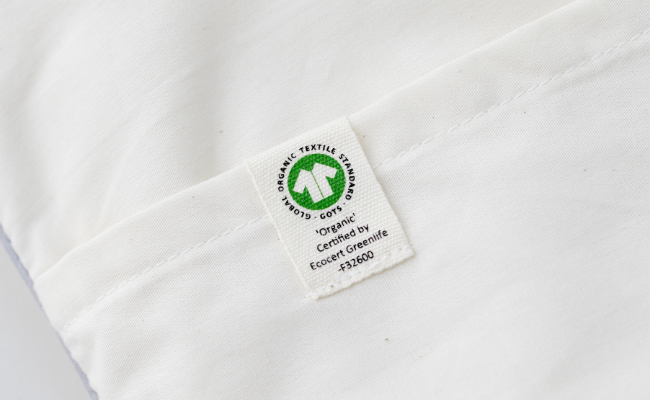 GLOBAL ORGANIC TEXTILE STANDARD · GOTS ·
'Organic'
Certified by
Ecocert Greenlife
-F32600